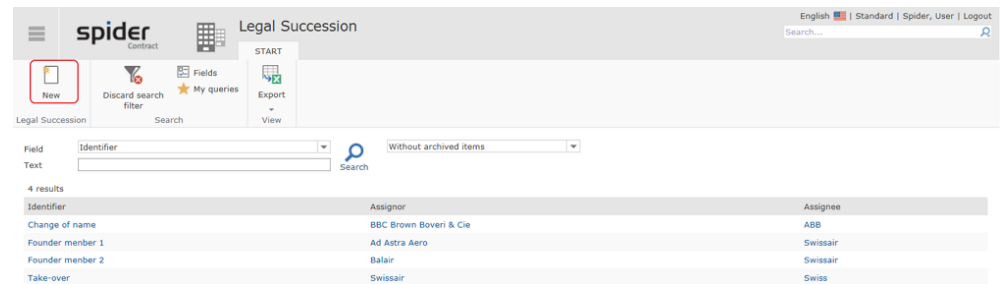 English | Standard | Spider, User | Logout
spider
Contract
Legal Succession
Search...
START
New
Discard search
filter
Fields
My queries
Export
Legal Succession
Search
View
Field
Identifier
Without archived items
Text
Search
4 results
Identifier Assignor Assignee
Change of name BBC Brown Boveri & Cie ABB
Founder menber 1 Ad Astra Aero Swissair
Founder menber 2 Balair Swissair
Take-over Swissair Swiss